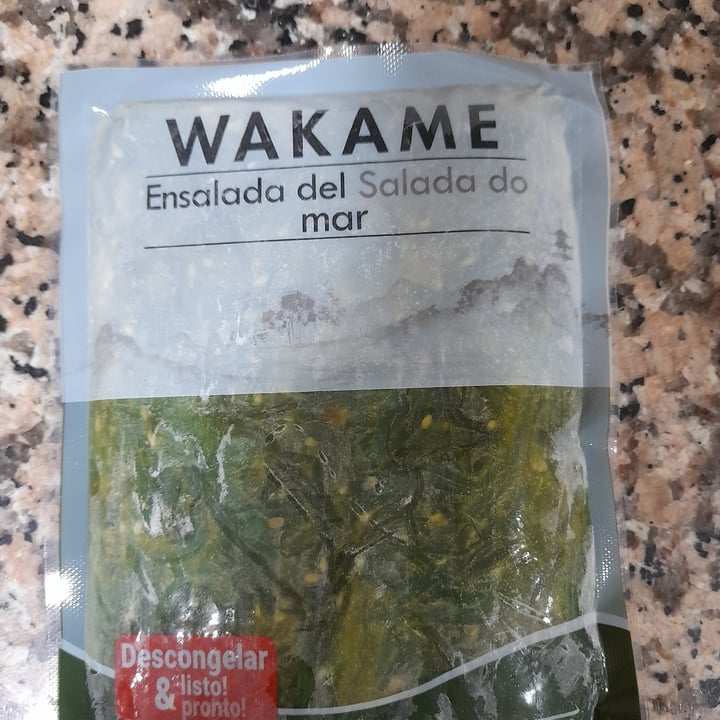 WAKAME
Ensalada del Salada do
mar
Descongelar
& listo!
pronto!